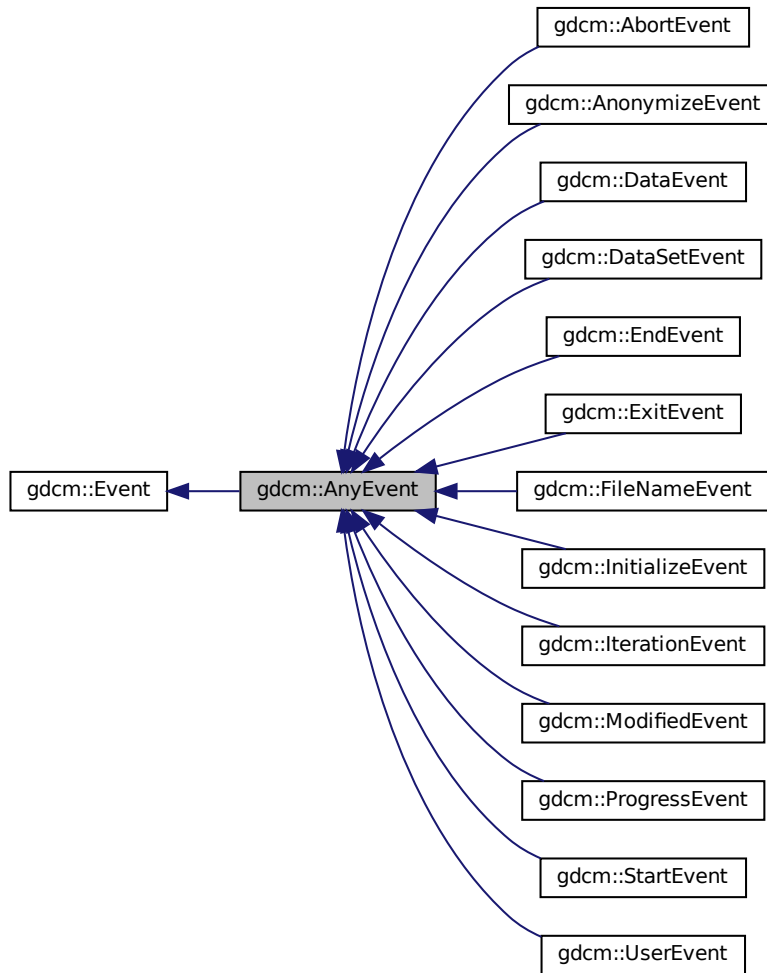 gdcm::AbortEvent
gdcm::AnonymizeEvent
gdcm::DataEvent
gdcm::DataSetEvent
gdcm::EndEvent
gdcm::ExitEvent
gdcm::Event
gdcm::AnyEvent
gdcm::FileNameEvent
gdcm::InitializeEvent
gdcm::IterationEvent
gdcm::ModifiedEvent
gdcm::ProgressEvent
gdcm::StartEvent
gdcm::UserEvent